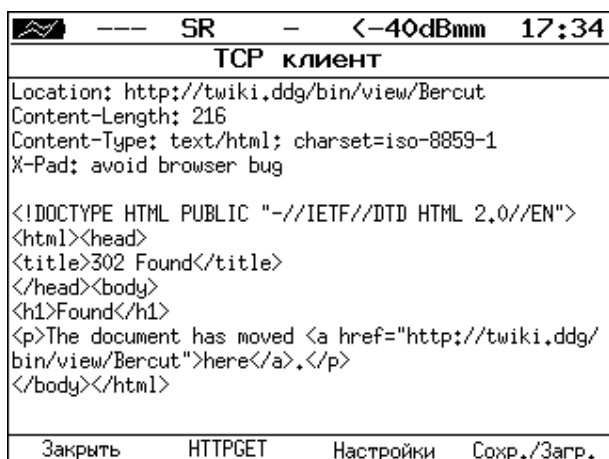 --- SR - <-40dBmm 17:34
TCP клиент
Location: http://twiki.ddg/bin/view/Bercut
Content-Length: 216
Content-Type: text/html; charset=iso-8859-1
X-Pad: avoid browser bug
<!DOCTYPE HTML PUBLIC "-//IETF//DTD HTML 2.0//EN">
<html><head>
<title>302 Found</title>
</head><body>
<h1>Found</h1>
<p>The document has moved <a href="http://twiki.ddg/
bin/view/Bercut">here</a>.</p>
</body></html>
Закрыть HTTPGET Настройки Сохр./Загр.